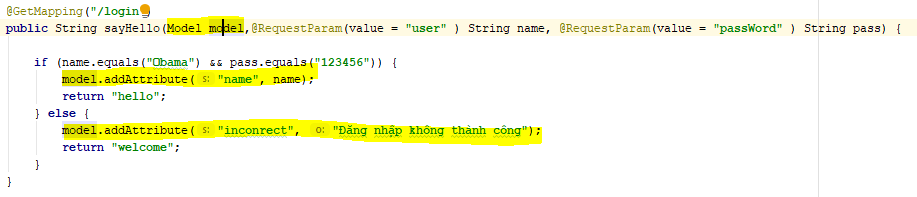 @GetMapping("/login")
public String sayHello(Model model,@RequestParam(value = "user" ) String name, @RequestParam(value = "passWord" ) String pass) {
if (name.equals("Obama") && pass.equals("123456")) {
model.addAttribute( s: "name", name);
return "hello";
} else {
model.addAttribute( s: "inconrect", o: "Đăng nhập không thành công");
return "welcome";
}
}